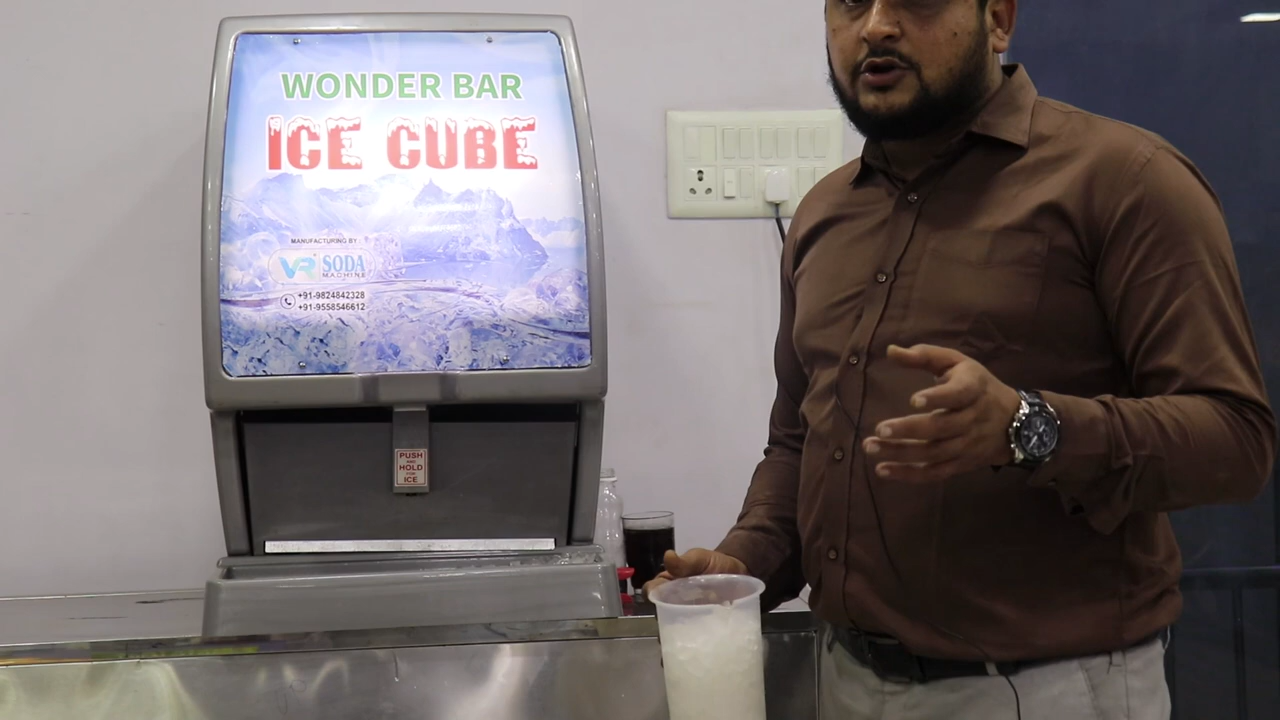 WONDER BAR
ICE CUBE
MANUFACTURING BY
VR SODA
MACHINE
+91-9824842328
+91-9558546612
PUSH
AND
HOLD
FOR
ICE